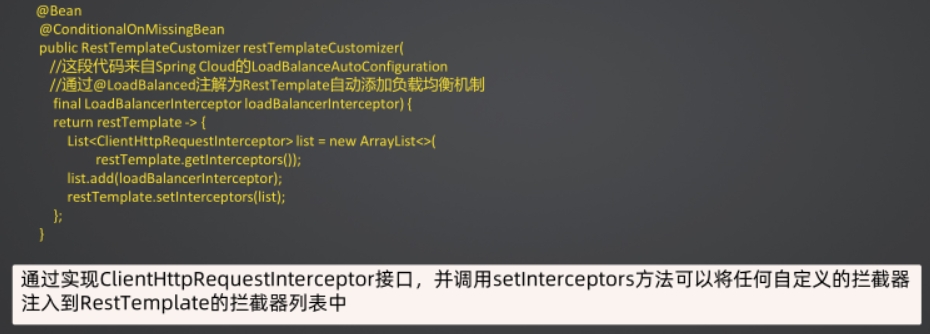 @Bean
@ConditionalOnMissingBean
public RestTemplateCustomizer restTemplateCustomizer(
//这段代码来自Spring Cloud的LoadBalanceAutoConfiguration
//通过@LoadBalanced注解为RestTemplate自动添加负载均衡机制
final LoadBalancerInterceptor loadBalancerInterceptor) {
return restTemplate -> {
List<ClientHttpRequestInterceptor> list = new ArrayList<>(
restTemplate.getInterceptors());
list.add(loadBalancerInterceptor);
restTemplate.setInterceptors(list);
};
}
通过实现ClientHttpRequestInterceptor接口，并调用setInterceptors方法可以将任何自定义的拦截器
注入到RestTemplate的拦截器列表中